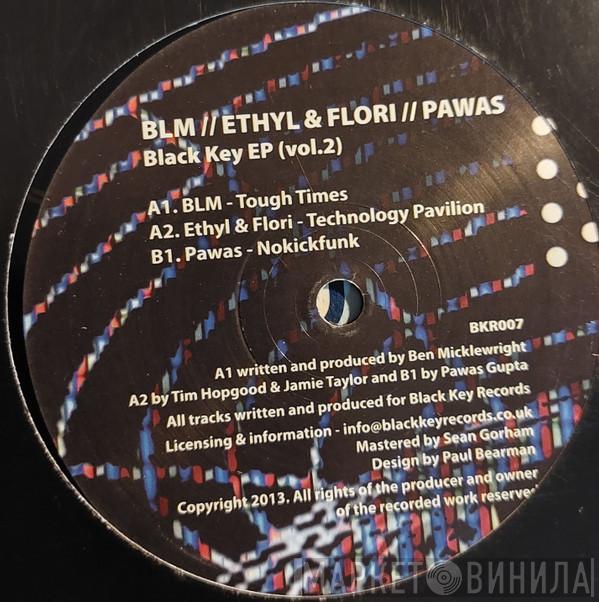 BLM // ETHYL & FLORI // PAWAS
Black Key EP (vol.2)
A1. BLM - Tough Times
A2. Ethyl & Flori - Technology Pavilion
B1. Pawas - Nokickfunk
BKR007
A1 written and produced by Ben Micklewright
A2 by Tim Hopgood & Jamie Taylor and B1 by Pawas Gupta
All tracks written and produced for Black Key Records
Licensing & information - info@blackkeyrecords.co.uk
Mastered by Sean Gorham
Design by Paul Bearman
Copyright 2013. All rights of the producer and owner
of the recorded work reserve
МАРКЕТ ВИНИЛА